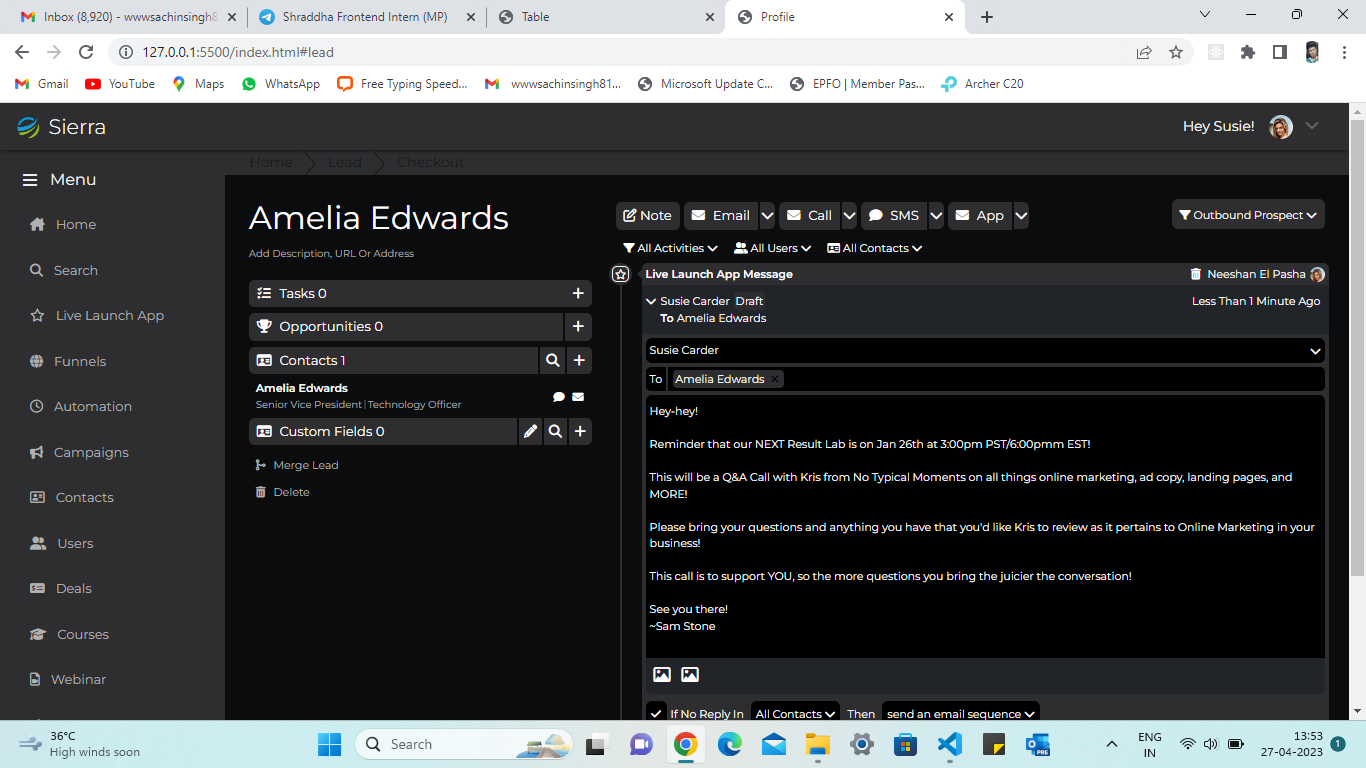 Inbox (8,920) - wwwsachinsingh8
Shraddha Frontend Intern (MP)
Table
Profile
127.0.0.1:5500/index.html#lead
Gmail
YouTube
Maps
WhatsApp
Free Typing Speed...
wwwsachinsingh81...
Microsoft Update C...
EPFO | Member Pas...
Archer C20
Sierra
Hey Susie!
Home
Lead
Checkout
Menu
Home
Search
Live Launch App
Funnels
Automation
Campaigns
Contacts
Users
Deals
Courses
Webinar
Amelia Edwards
Add Description, URL Or Address
Tasks 0
Opportunities 0
Contacts 1
Amelia Edwards
Senior Vice President | Technology Officer
Custom Fields 0
Merge Lead
Delete
Note
Email
Call
SMS
App
Outbound Prospect
All Activities
All Users
All Contacts
Live Launch App Message
Neeshan El Pasha
Susie Carder Draft
Less Than 1 Minute Ago
To Amelia Edwards
Susie Carder
To
Amelia Edwards ×
Hey-hey!
Reminder that our NEXT Result Lab is on Jan 26th at 3:00pm PST/6:00pmm EST!
This will be a Q&A Call with Kris from No Typical Moments on all things online marketing, ad copy, landing pages, and
MORE!
Please bring your questions and anything you have that you'd like Kris to review as it pertains to Online Marketing in your
business!
This call is to support YOU, so the more questions you bring the juicier the conversation!
See you there!
~Sam Stone
If No Reply In
All Contacts
Then
send an email sequence
36°C
High winds soon
Search
PRE
ENG
IN
13:53
27-04-2023
1